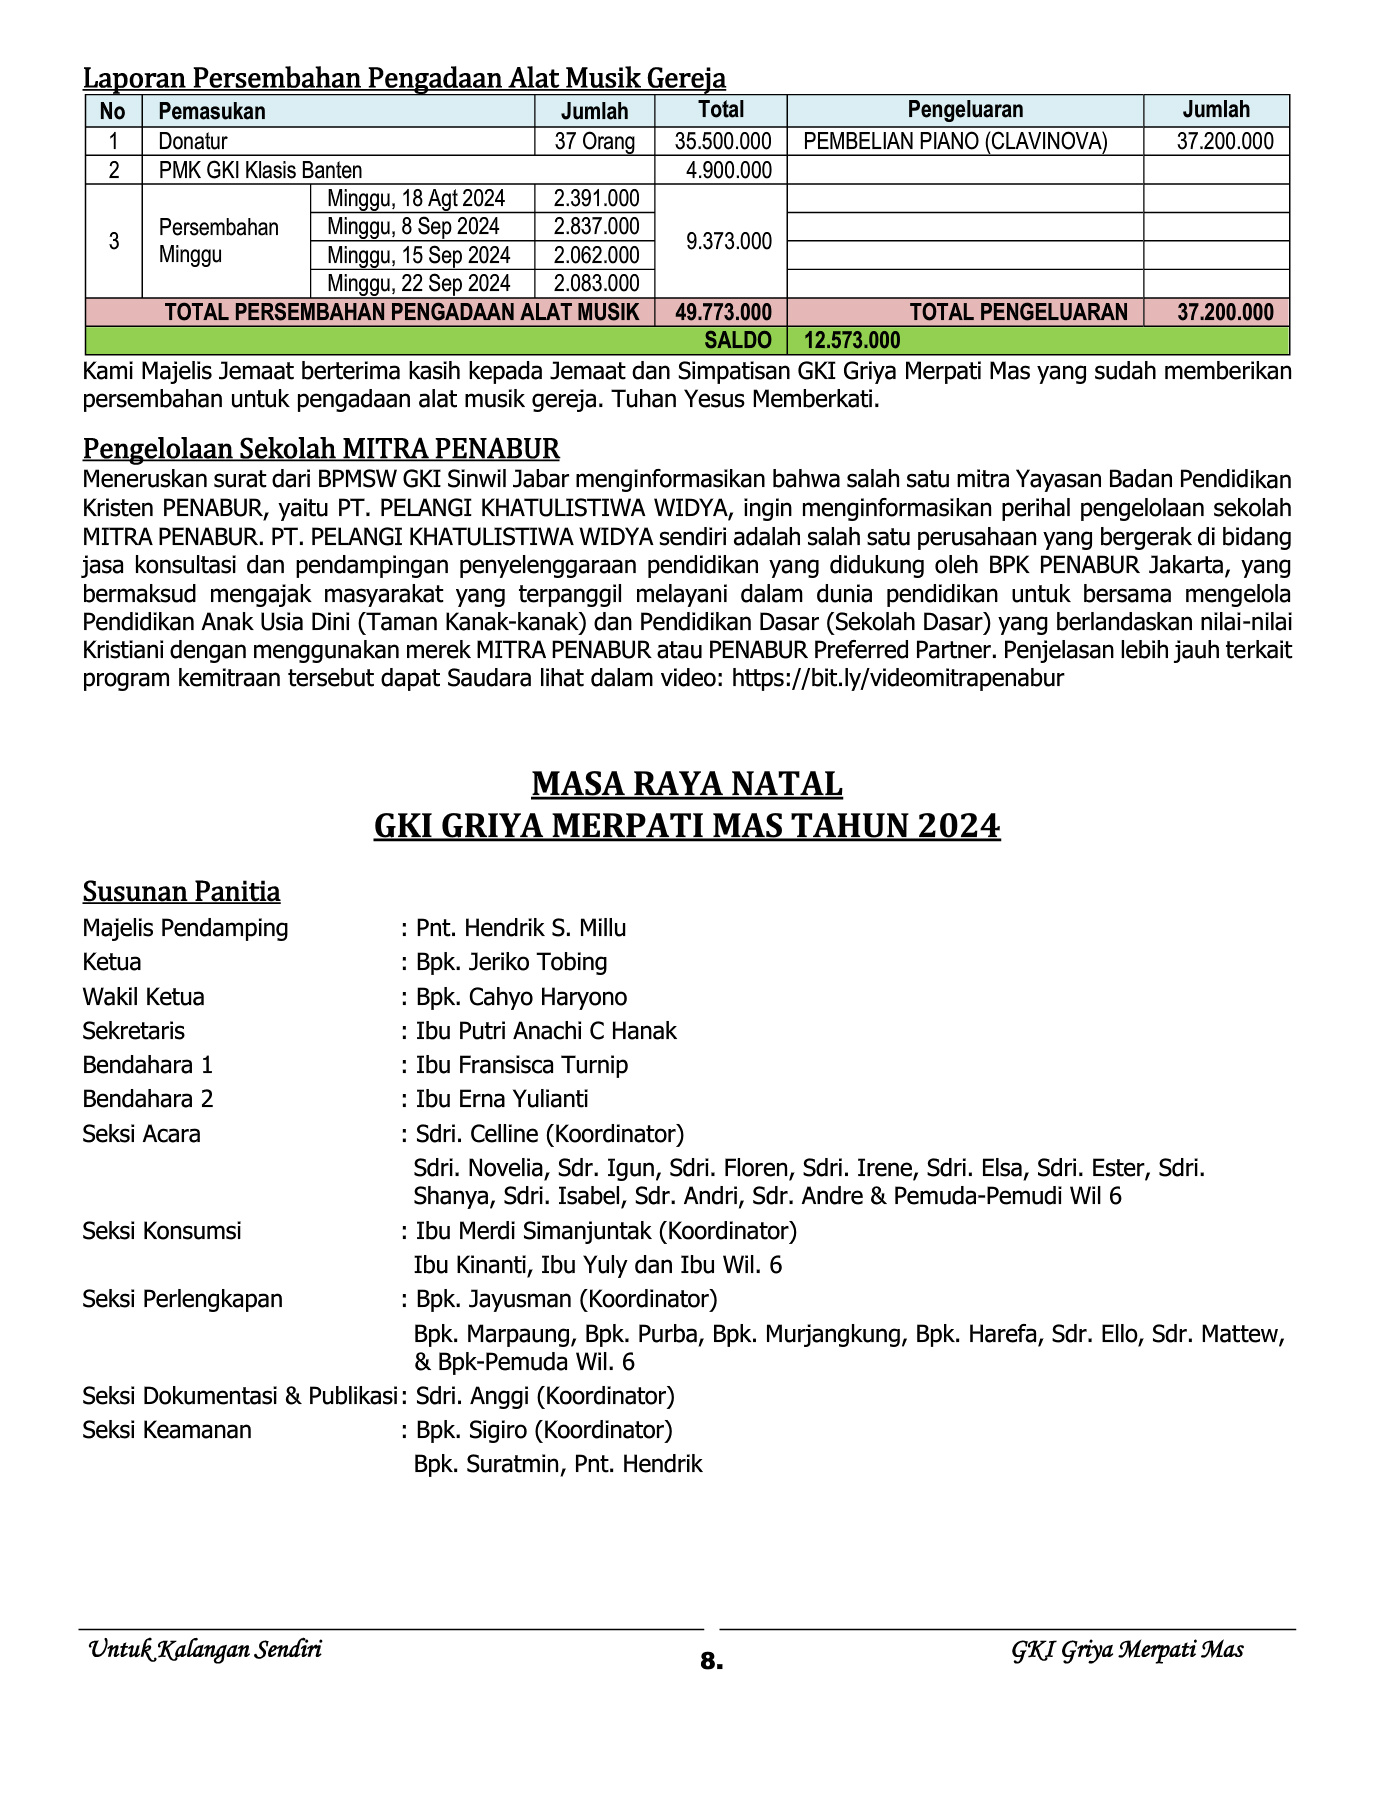 Laporan Persembahan Pengadaan Alat Musik Gereja
No Pemasukan Jumlah Total Pengeluaran Jumlah
1 Donatur 37 Orang 35.500.000 PEMBELIAN PIANO (CLAVINOVA) 37.200.000
2 PMK GKI Klasis Banten 4.900.000
3 Persembahan Minggu Minggu, 18 Agt 2024 2.391.000 9.373.000
Minggu, 8 Sep 2024 2.837.000
Minggu, 15 Sep 2024 2.062.000
Minggu, 22 Sep 2024 2.083.000
TOTAL PERSEMBAHAN PENGADAAN ALAT MUSIK 49.773.000 TOTAL PENGELUARAN 37.200.000
SALDO 12.573.000
Kami Majelis Jemaat berterima kasih kepada Jemaat dan Simpatisan GKI Griya Merpati Mas yang sudah memberikan
persembahan untuk pengadaan alat musik gereja. Tuhan Yesus Memberkati.
Pengelolaan Sekolah MITRA PENABUR
Meneruskan surat dari BPMSW GKI Sinwil Jabar menginformasikan bahwa salah satu mitra Yayasan Badan Pendidikan
Kristen PENABUR, yaitu PT. PELANGI KHATULISTIWA WIDYA, ingin menginformasikan perihal pengelolaan sekolah
MITRA PENABUR. PT. PELANGI KHATULISTIWA WIDYA sendiri adalah salah satu perusahaan yang bergerak di bidang
jasa konsultasi dan pendampingan penyelenggaraan pendidikan yang didukung oleh BPK PENABUR Jakarta, yang
bermaksud mengajak masyarakat yang terpanggil melayani dalam dunia pendidikan untuk bersama mengelola
Pendidikan Anak Usia Dini (Taman Kanak-kanak) dan Pendidikan Dasar (Sekolah Dasar) yang berlandaskan nilai-nilai
Kristiani dengan menggunakan merek MITRA PENABUR atau PENABUR Preferred Partner. Penjelasan lebih jauh terkait
program kemitraan tersebut dapat Saudara lihat dalam video: https://bit.ly/videomitrapenabur
MASA RAYA NATAL
GKI GRIYA MERPATI MAS TAHUN 2024
Susunan Panitia
Majelis Pendamping : Pnt. Hendrik S. Millu
Ketua : Bpk. Jeriko Tobing
Wakil Ketua : Bpk. Cahyo Haryono
Sekretaris : Ibu Putri Anachi C Hanak
Bendahara 1 : Ibu Fransisca Turnip
Bendahara 2 : Ibu Erna Yulianti
Seksi Acara : Sdri. Celline (Koordinator)
Sdri. Novelia, Sdr. Igun, Sdri. Floren, Sdri. Irene, Sdri. Elsa, Sdri. Ester, Sdri.
Shanya, Sdri. Isabel, Sdr. Andri, Sdr. Andre & Pemuda-Pemudi Wil 6
Seksi Konsumsi : Ibu Merdi Simanjuntak (Koordinator)
Ibu Kinanti, Ibu Yuly dan Ibu Wil. 6
Seksi Perlengkapan : Bpk. Jayusman (Koordinator)
Bpk. Marpaung, Bpk. Purba, Bpk. Murjangkung, Bpk. Harefa, Sdr. Ello, Sdr. Mattew,
& Bpk-Pemuda Wil. 6
Seksi Dokumentasi & Publikasi : Sdri. Anggi (Koordinator)
Seksi Keamanan : Bpk. Sigiro (Koordinator)
Bpk. Suratmin, Pnt. Hendrik
Untuk Kalangan Sendiri 8. GKI Griya Merpati Mas